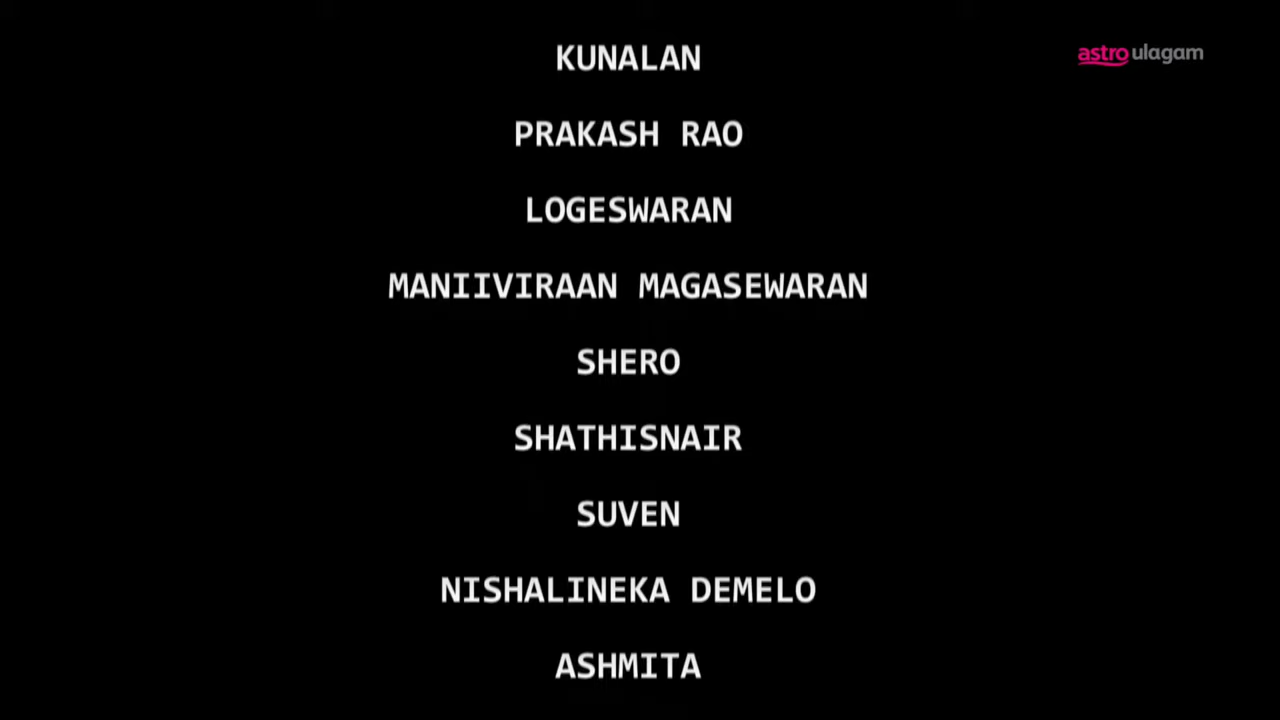 KUNALAN
astro ulagam
PRAKASH RAO
LOGESWARAN
MANIIVIRAAN MAGASEWARAN
SHERO
SHATHISNAIR
SUVEN
NISHALINEKA DEMELO
ASHMITA